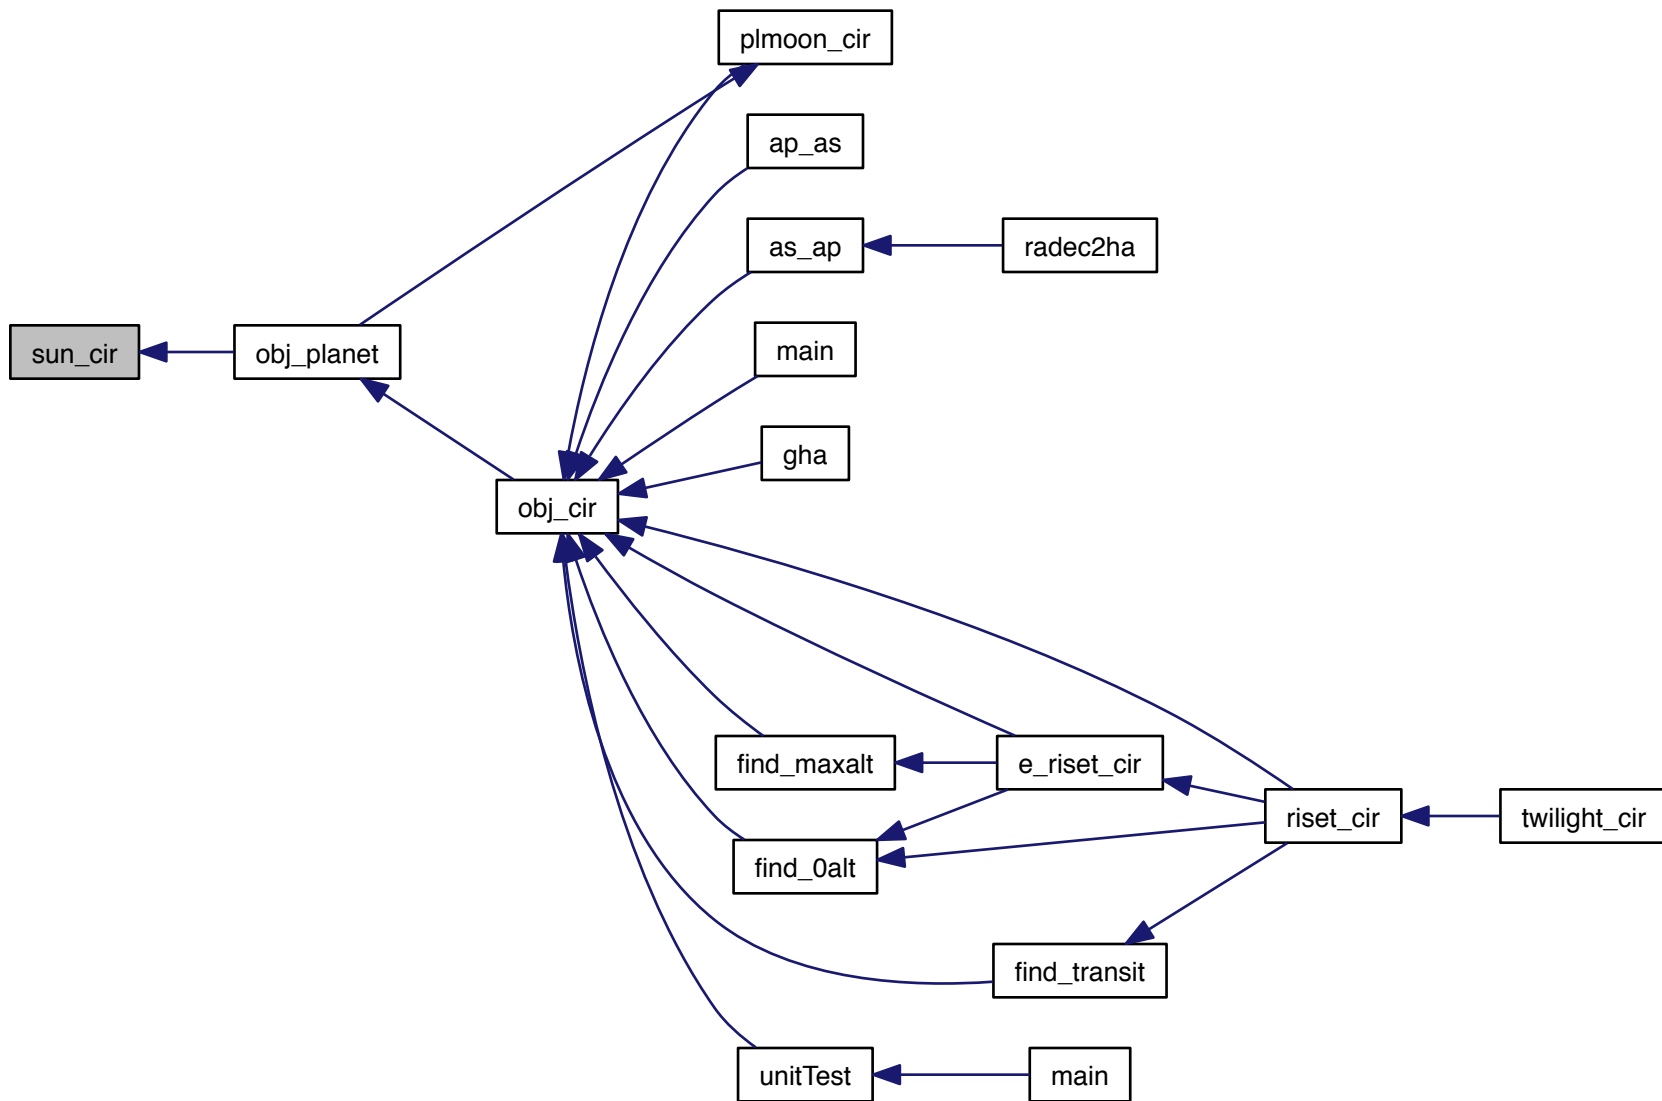 plmoon_cir
ap_as
as_ap
radec2ha
main
sun_cir
obj_planet
gha
obj_cir
find_maxalt
e_riset_cir
riset_cir
twilight_cir
find_0alt
find_transit
unitTest
main